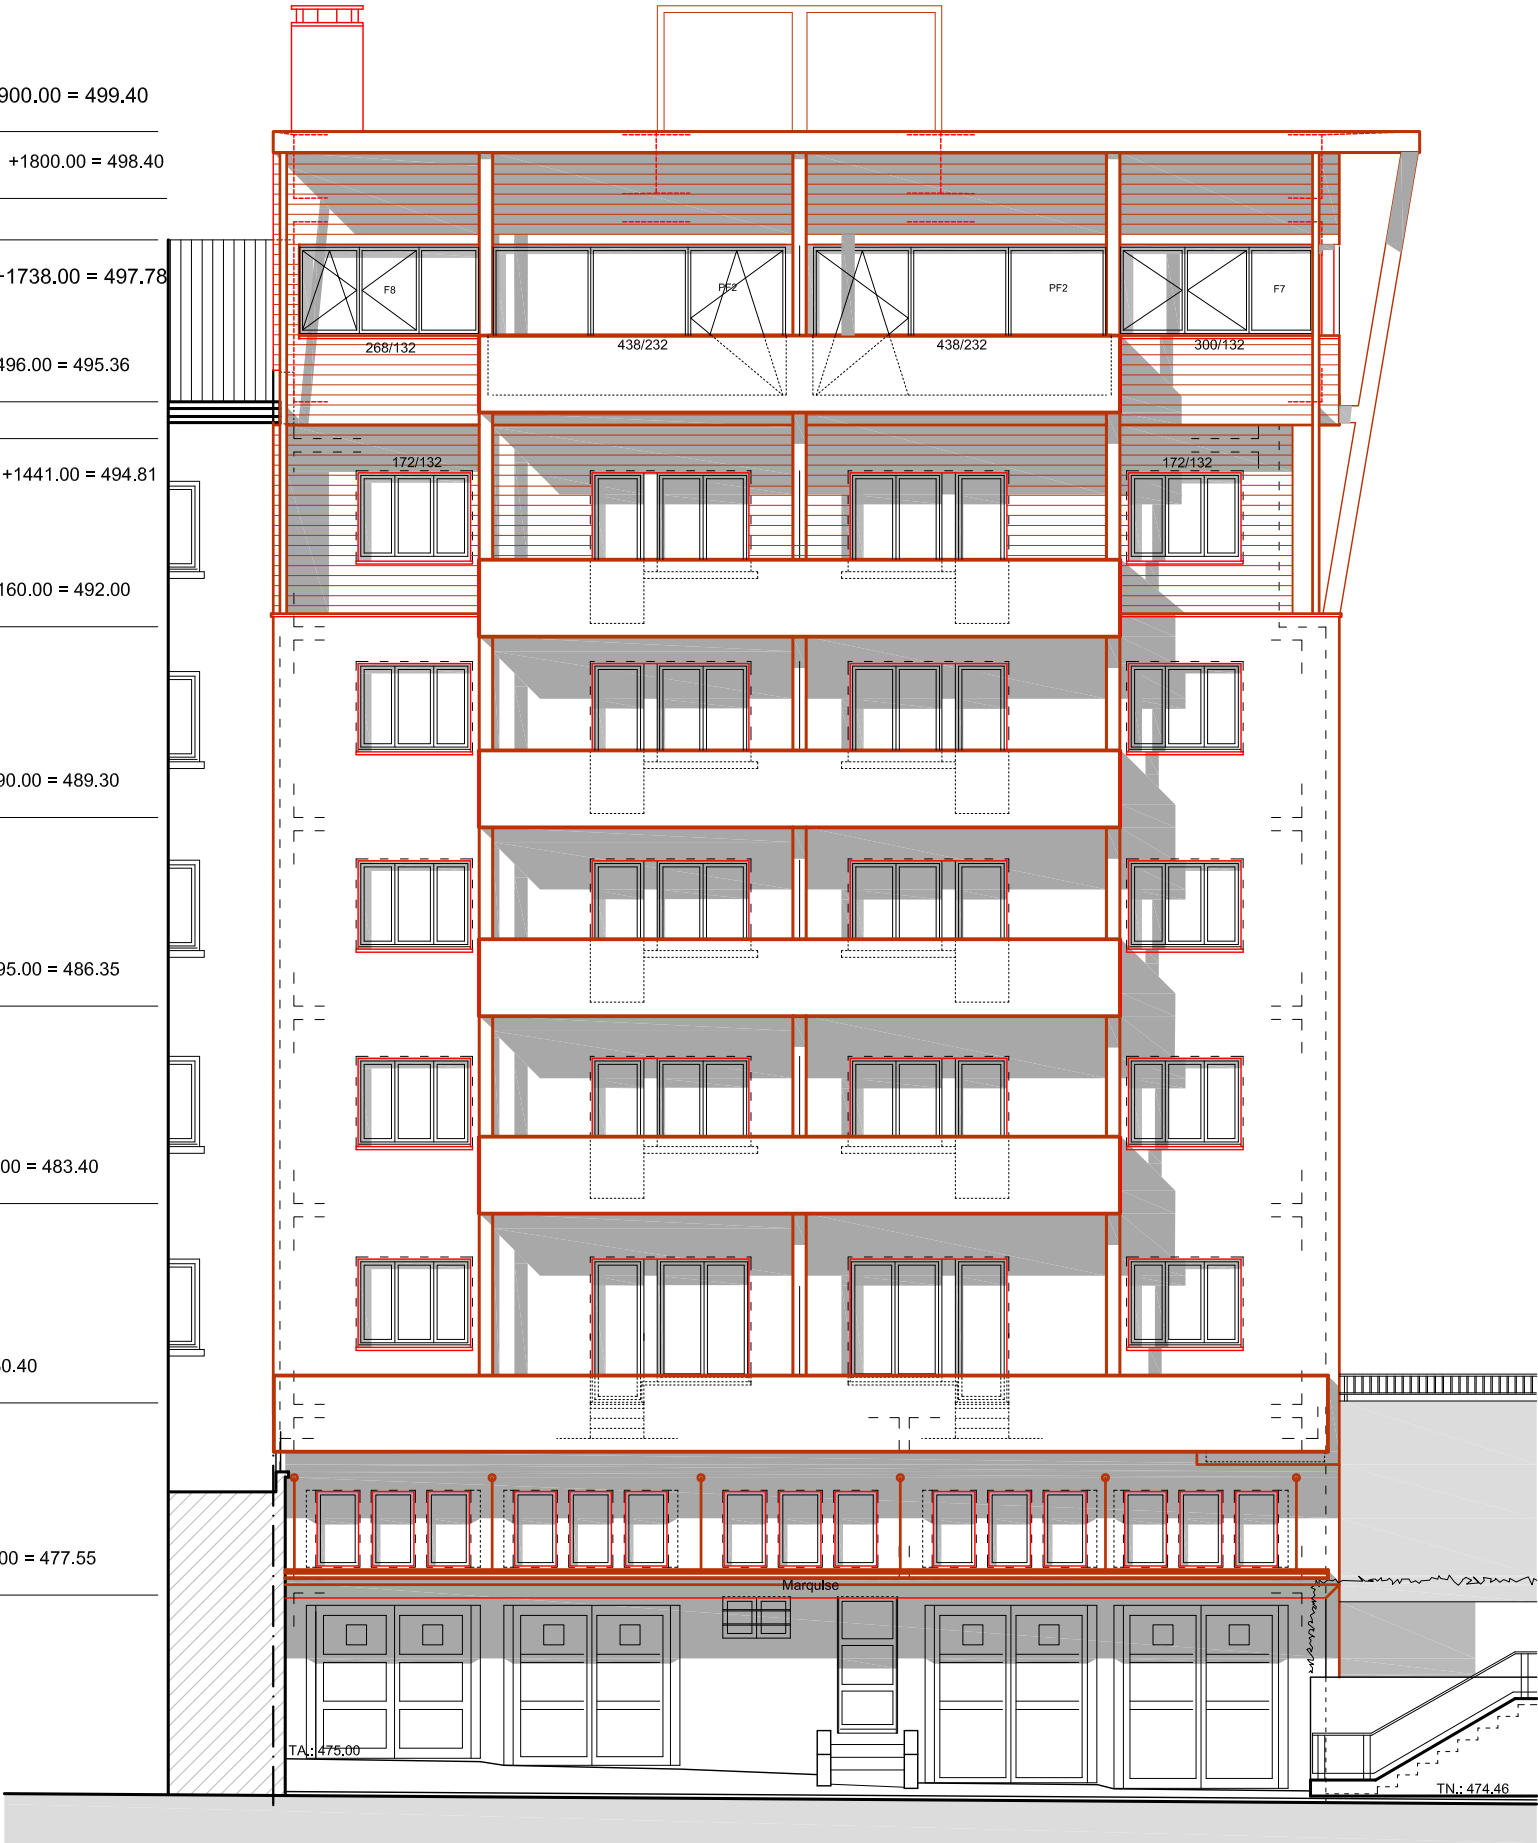 900.00 = 499.40
+1800.00 = 498.40
+1738.00 = 497.78
F8
PF2
PF2
F7
268/132
438/232
438/232
300/132
496.00 = 495.36
172/132
172/132
+1441.00 = 494.81
160.00 = 492.00
90.00 = 489.30
95.00 = 486.35
00 = 483.40
0.40
00 = 477.55
Marquise
TA.: 475.00
TN.: 474.46